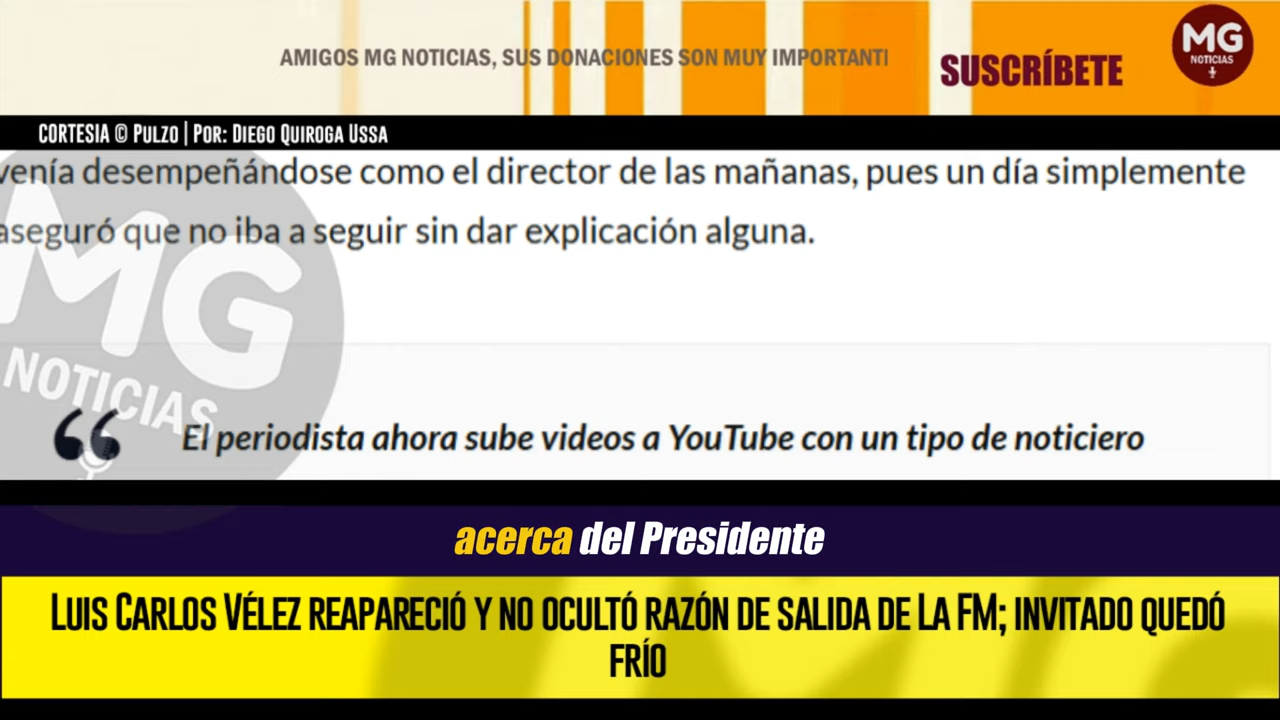 AMIGOS MG NOTICIAS, SUS DONACIONES SON MUY IMPORTANTI
SUSCRÍBETE
MG
NOTICIAS
CORTESIA © Pulzo | Por: Diego Quiroga Ussa
venía desempeñándose como el director de las mañanas, pues un día simplemente
aseguró que no iba a seguir sin dar explicación alguna.
MG
NOTICIAS
“ El periodista ahora sube videos a YouTube con un tipo de noticiero
acerca del Presidente
Luis Carlos Vélez reapareció y no ocultó razón de salida de La FM; invitado quedó
frío